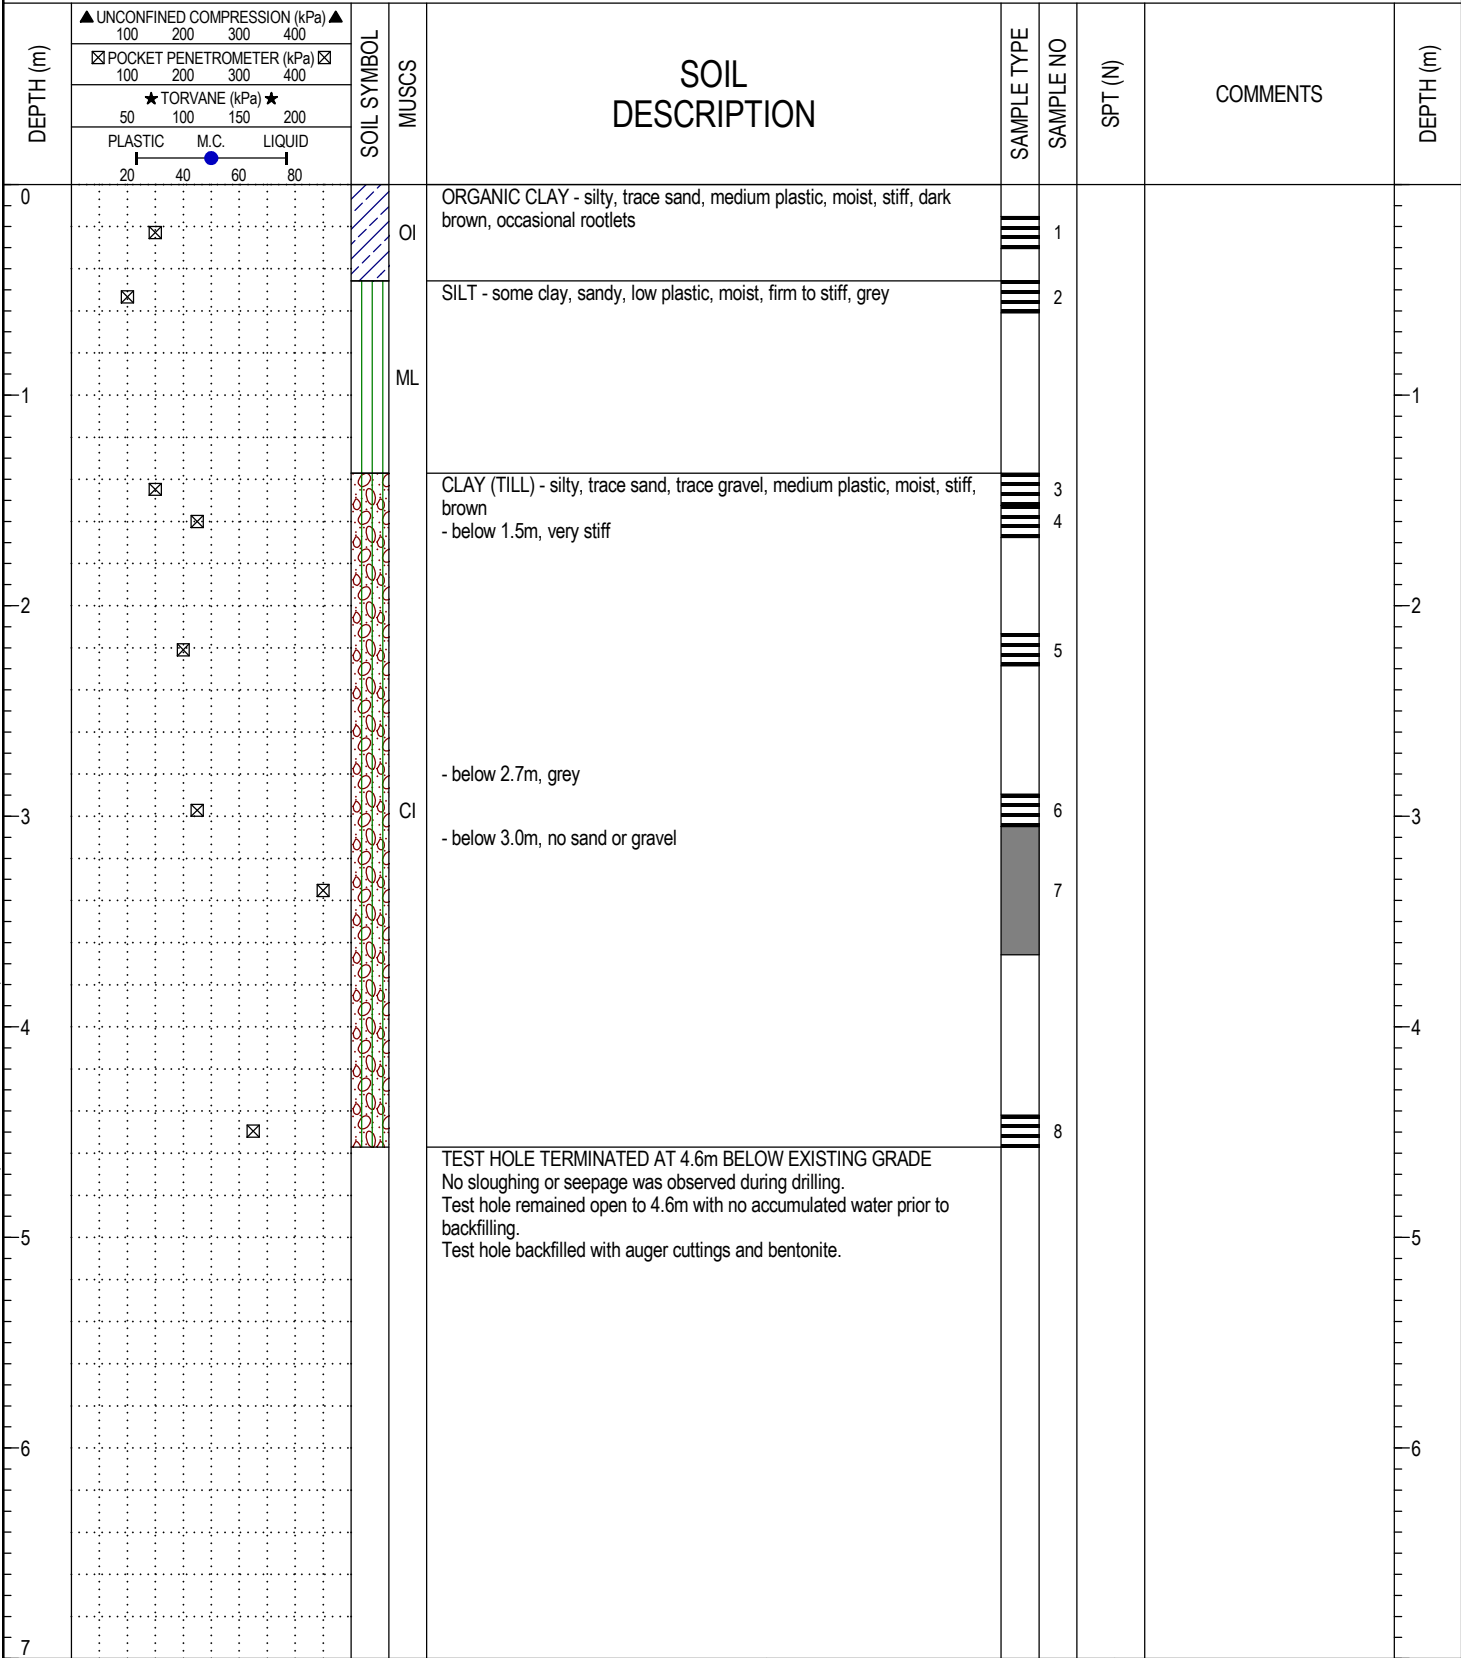 DEPTH (m)
▲ UNCONFINED COMPRESSION (kPa) ▲
100 200 300 400
☒ POCKET PENETROMETER (kPa) ☒
100 200 300 400
★ TORVANE (kPa) ★
50 100 150 200
PLASTIC M.C. LIQUID
20 40 60 80
SOIL SYMBOL
MUSCS
SOIL
DESCRIPTION
SAMPLE TYPE
SAMPLE NO
SPT (N)
COMMENTS
DEPTH (m)
0
OI
ORGANIC CLAY - silty, trace sand, medium plastic, moist, stiff, dark
brown, occasional rootlets
1
SILT - some clay, sandy, low plastic, moist, firm to stiff, grey
2
ML
1
1
CLAY (TILL) - silty, trace sand, trace gravel, medium plastic, moist, stiff,
brown
3
- below 1.5m, very stiff
4
2
2
5
- below 2.7m, grey
3
CI
6
3
- below 3.0m, no sand or gravel
7
4
4
8
TEST HOLE TERMINATED AT 4.6m BELOW EXISTING GRADE
No sloughing or seepage was observed during drilling.
Test hole remained open to 4.6m with no accumulated water prior to
backfilling.
Test hole backfilled with auger cuttings and bentonite.
5
5
6
6
7